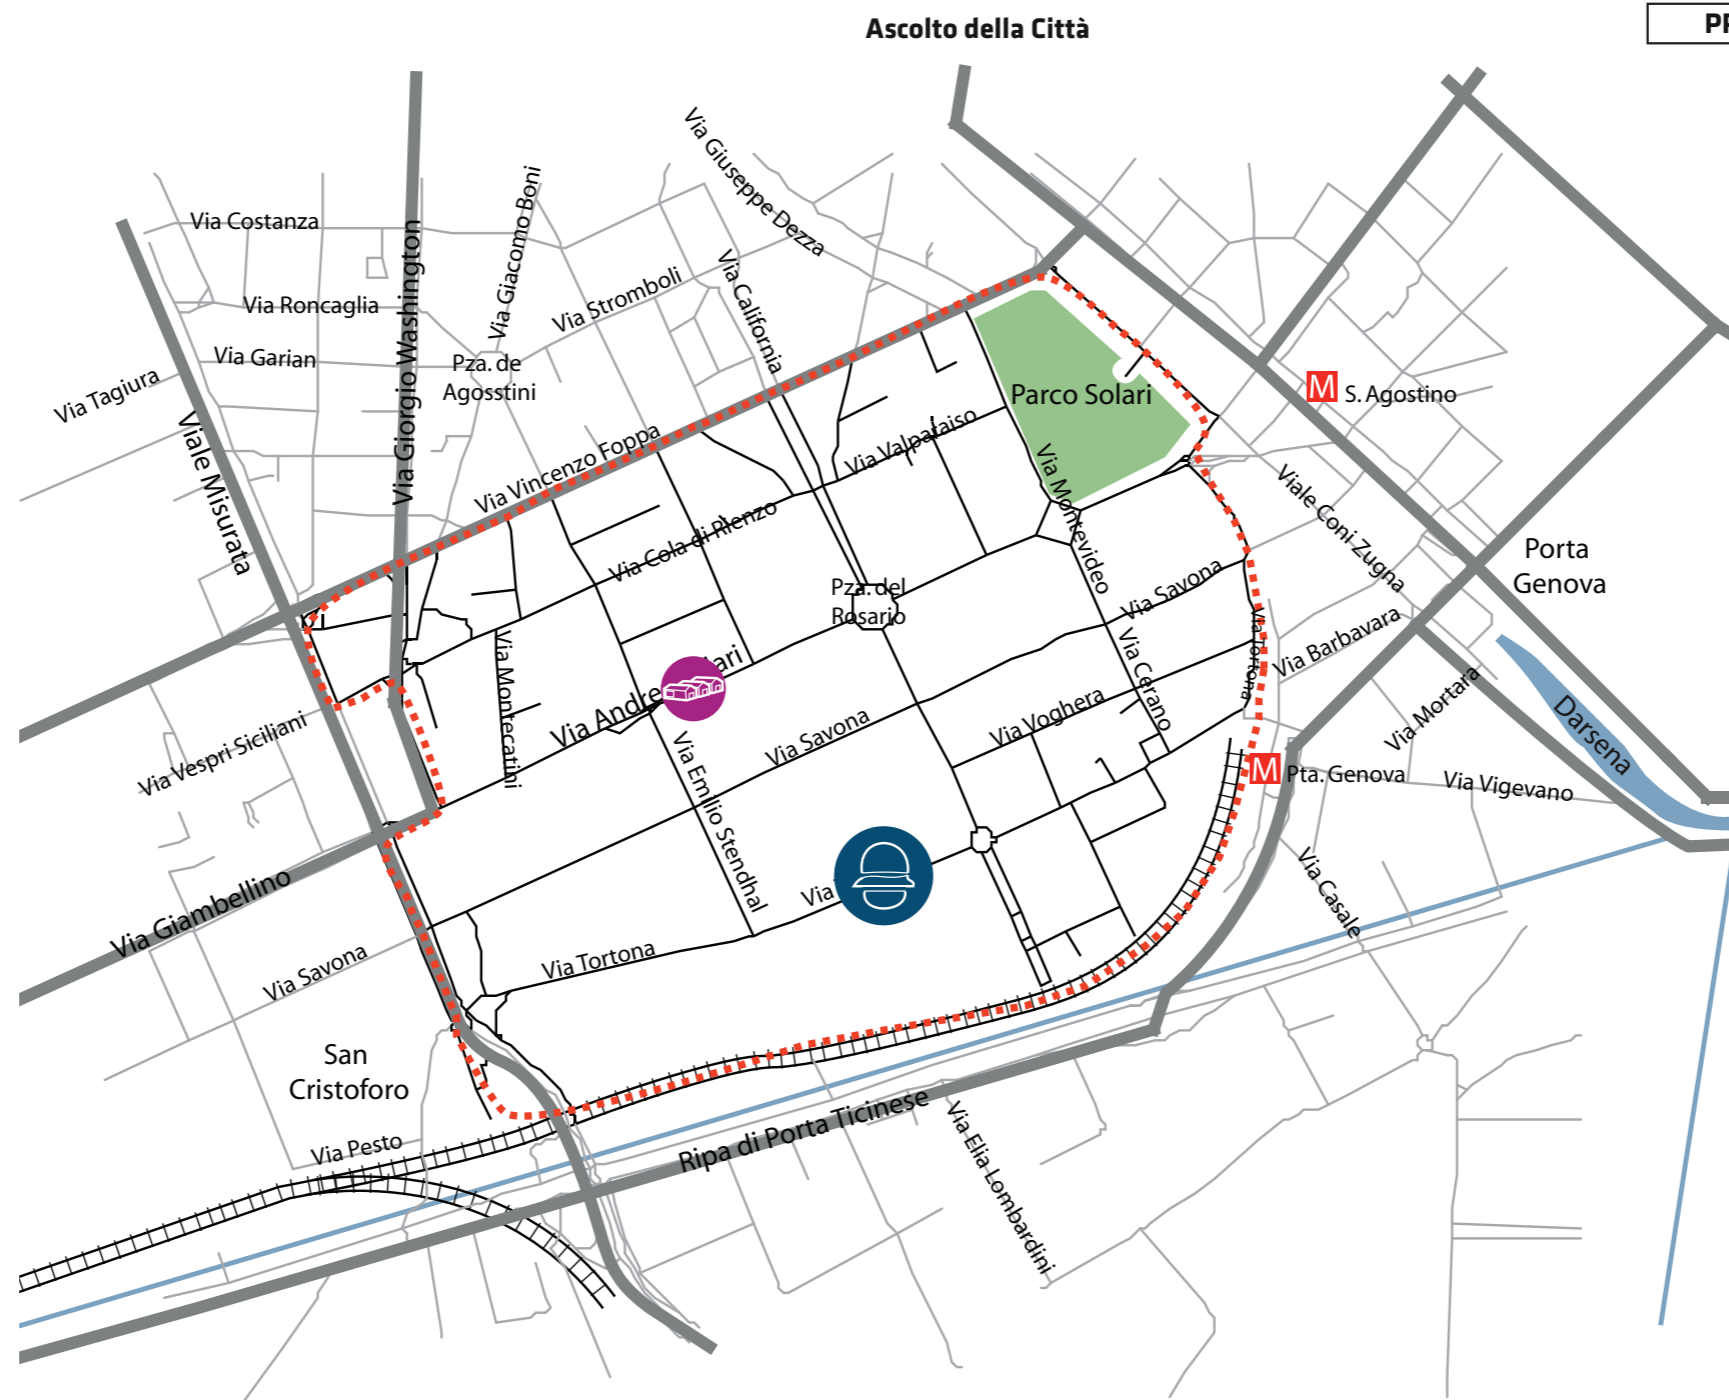 Ascolto della Città
Via Giuseppe Dezza
Via Costanza
Via Giorgio Washington
Via Giacomo Boni
Via Stromboli
Via California
Via Roncaglia
Via Garian
Pza. de
Agosstini
Via Tagiura
Viale Misurata
Via Vincenzo Foppa
Parco Solari
M S. Agostino
Via Valparaiso
Via Montevideo
Viale Coni Zugna
Via Cola di Rienzo
Porta
Genova
Pza. del
Rosario
Via Savona
Via Tortona
Via Barbavara
Via Cerano
Via Montecatini
Via Andre
lari
Via Voghera
Via Savona
Via Mortara
Darsena
Via Vespri Siciliani
Via Emilio Stendhal
M Pta. Genova
Via Vigevano
Via Giambellino
Via
Via Casale
Via Tortona
Via Savona
San
Cristoforo
Via Pesto
Ripa di Porta Ticinese
Via Elia Lombardini